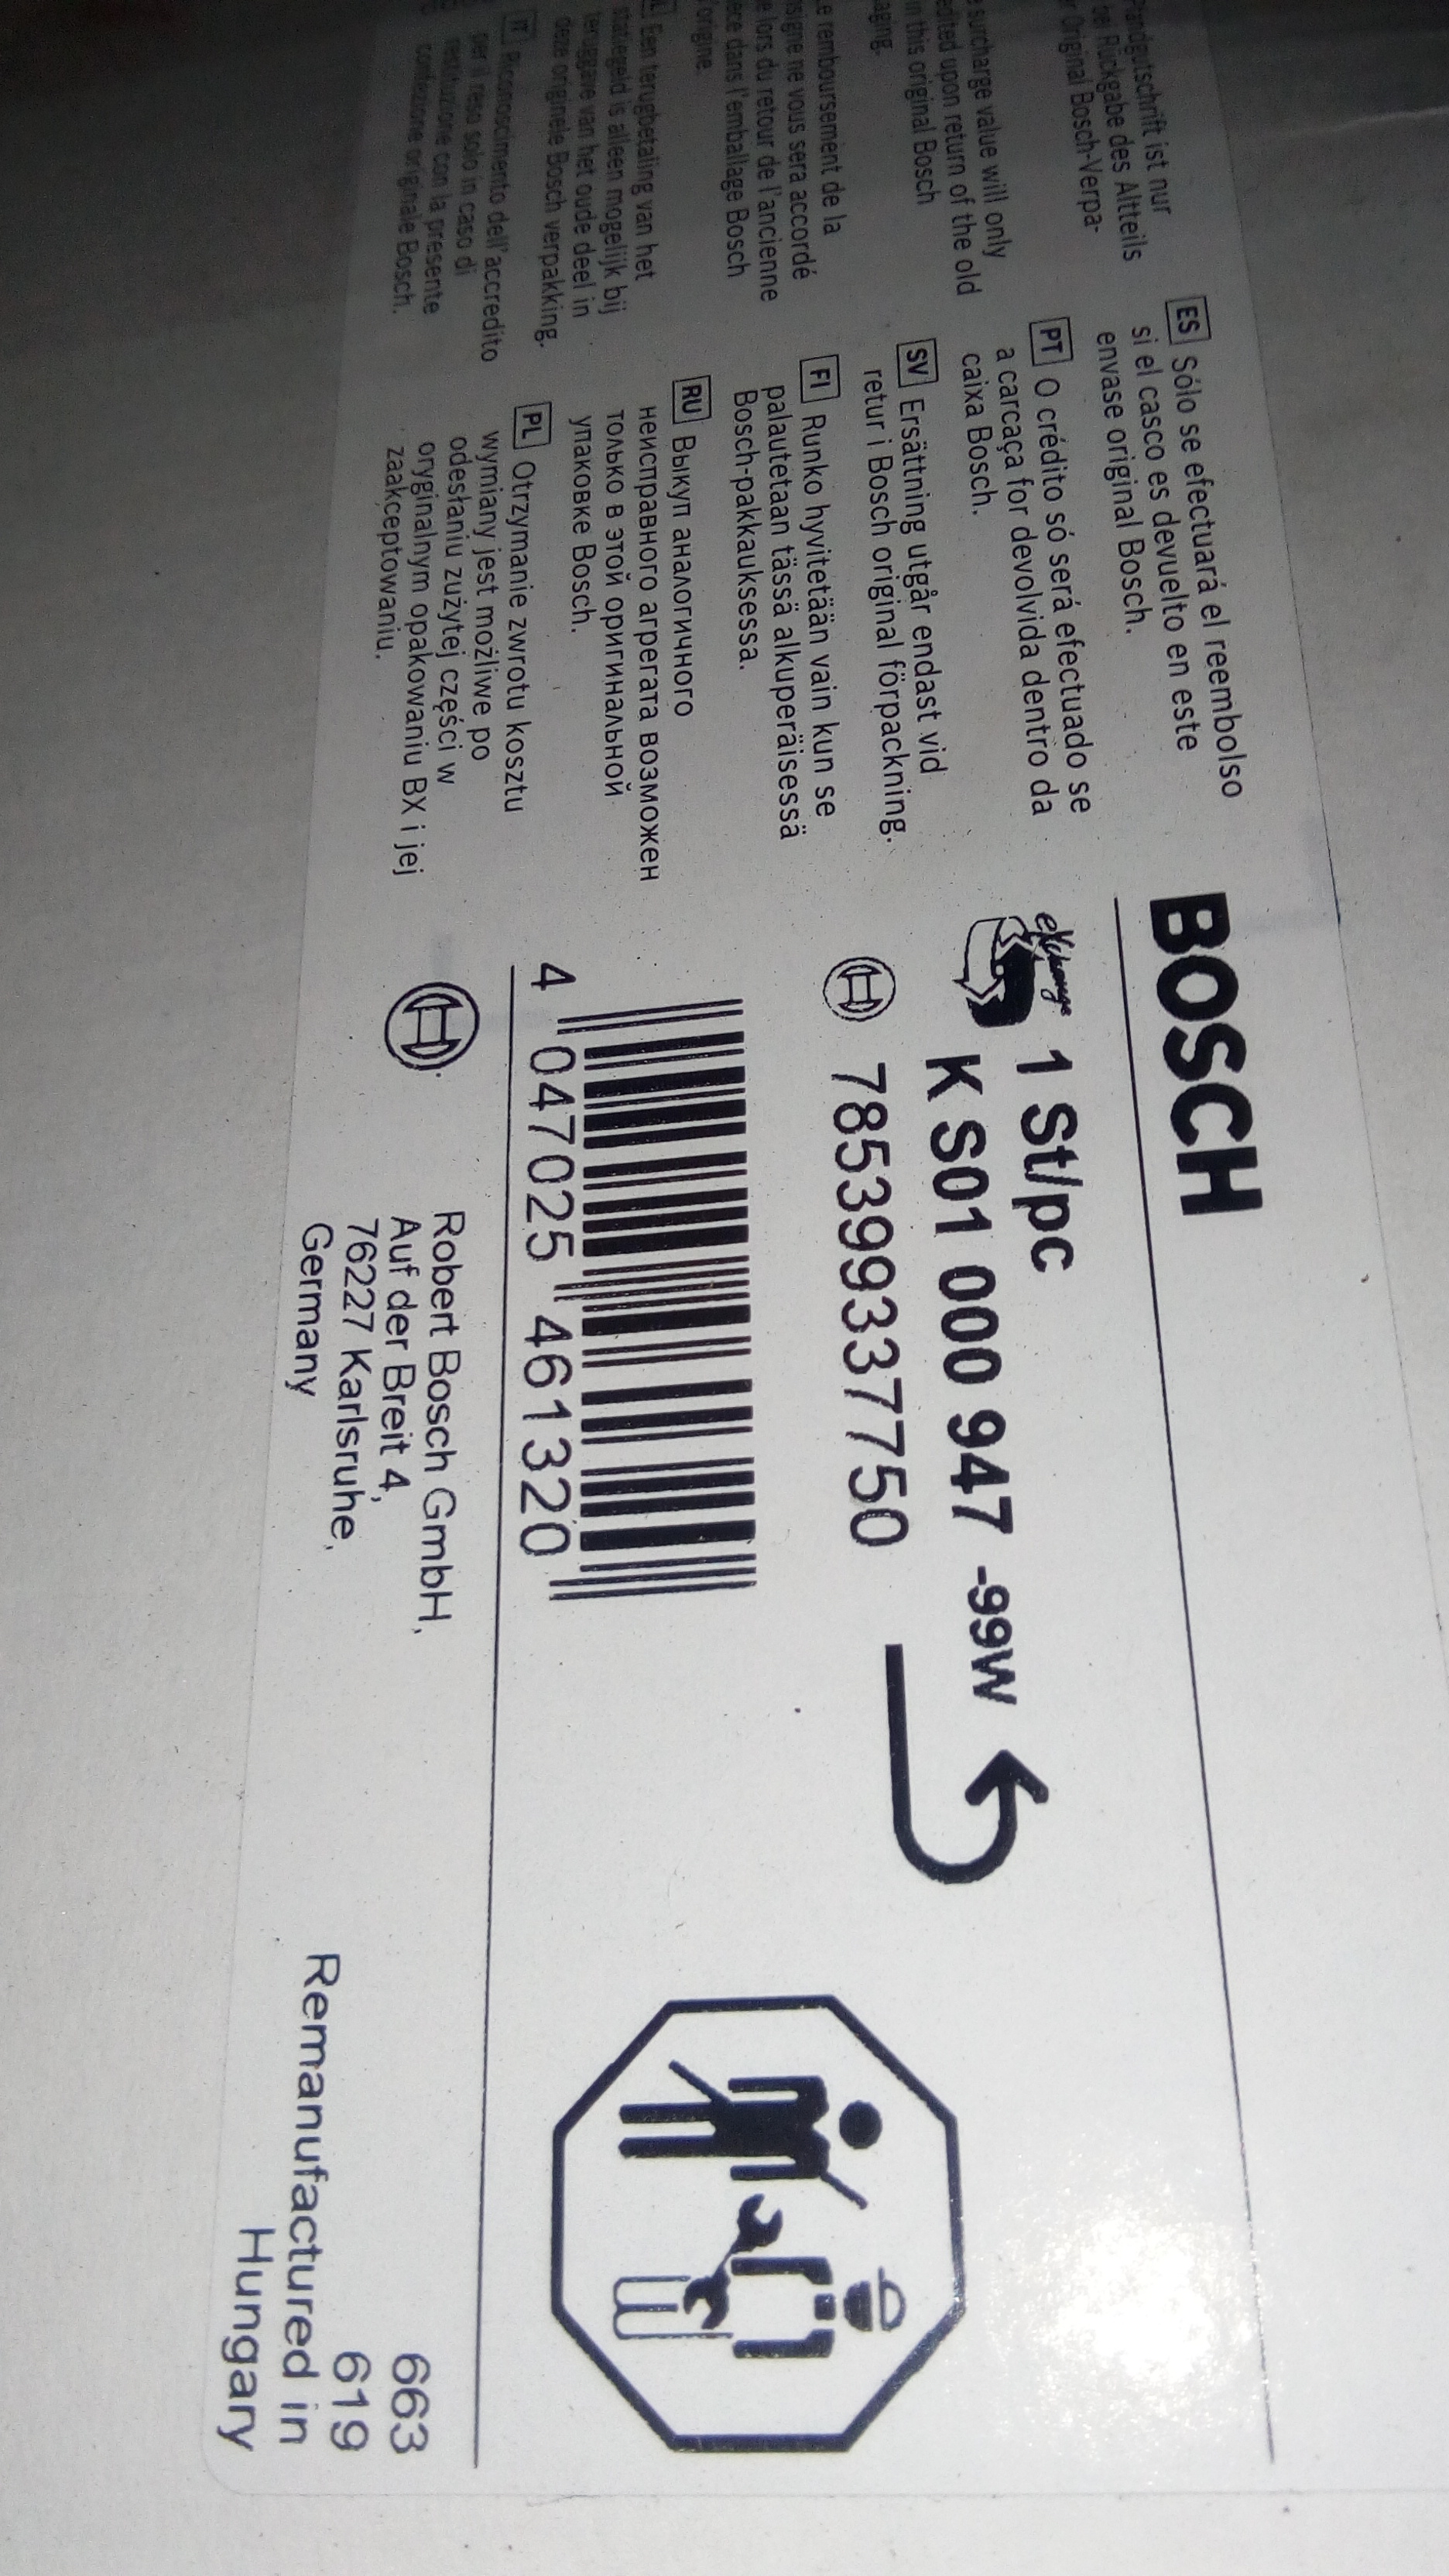 andgutschrift ist nur
bei Rückgabe des Altteils
r Original Bosch-Verpa-
e surcharge value will only
edited upon return of the old
in this original Bosch
aging.
Le remboursement de la
nsigne ne vous sera accordé
e lors du retour de l'ancienne
ece dans l'emballage Bosch
origine.
Een terugbetaling van het
statiegeld is alleen mogelijk bij
teruggave van het oude deel in
deze originele Bosch verpakking.
IT Riconoscimento dell'accredito
per il reso solo in caso di
restituzione con la presente
confezione originale Bosch.
ES Sólo se efectuará el reembolso
si el casco es devuelto en este
envase original Bosch.
PT O crédito só será efectuado se
a carcaça for devolvida dentro da
caixa Bosch.
SV Ersättning utgår endast vid
retur i Bosch original förpackning.
FI Runko hyvitetään vain kun se
palautetaan tässä alkuperäisessä
Bosch-pakkauksessa.
RU Выкуп аналогичного
неисправного агрегата возможен
только в этой оригинальной
упаковке Bosch.
PL Otrzymanie zwrotu kosztu
wymiany jest możliwe po
odesłaniu zużytej części w
oryginalnym opakowaniu BX i jej
zaakceptowaniu.
BOSCH
eXchange 1 St/pc
K S01 000 947 -99W
78539937750
4 047025 461320
Robert Bosch GmbH,
Auf der Breit 4,
76227 Karlsruhe,
Germany
663
619
Remanufactured in
Hungary